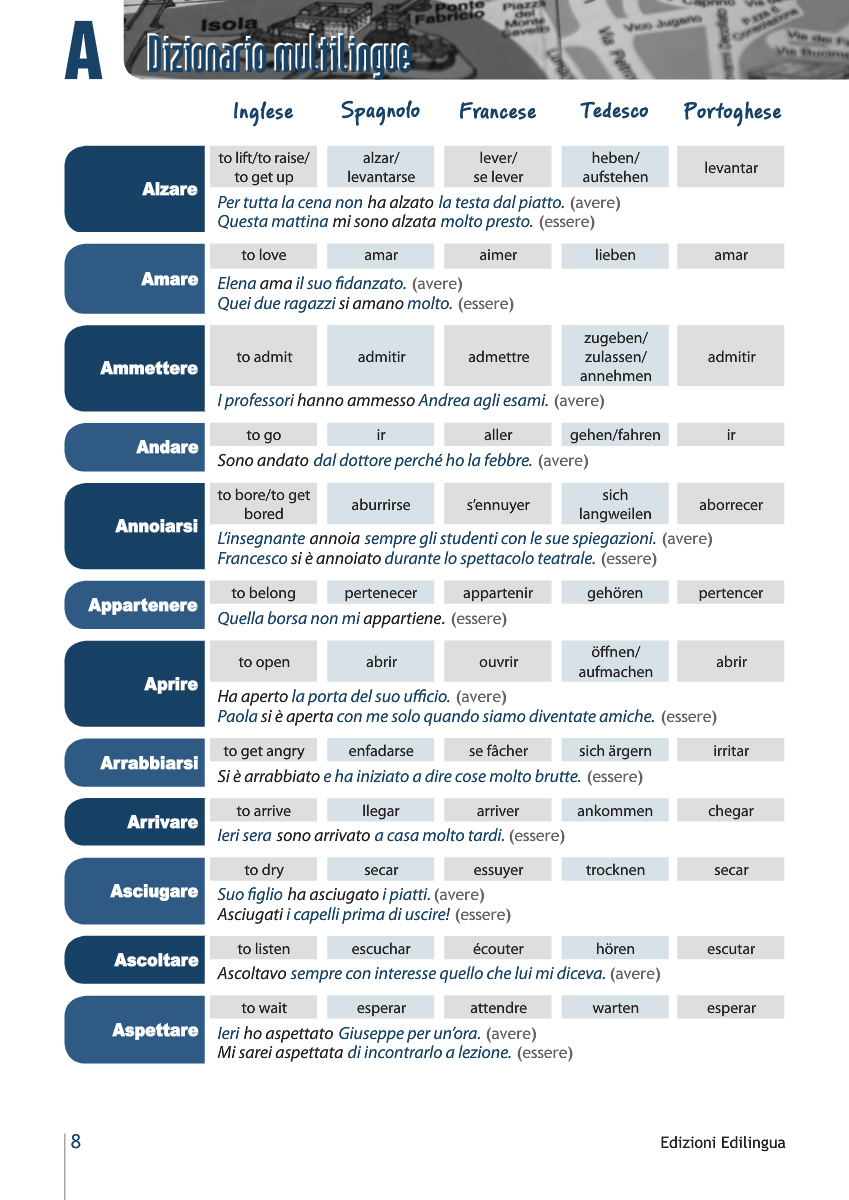 A
Dizionario multilingue
Isola
Ponte
Fabricio
Piazza
del
Monte
Savello
Vico Jugario
Inglese Spagnolo Francese Tedesco Portoghese
Alzare
to lift/to raise/
to get up
alzar/
levantarse
lever/
se lever
heben/
aufstehen
levantar
Per tutta la cena non ha alzato la testa dal piatto. (avere)
Questa mattina mi sono alzata molto presto. (essere)
Amare
to love amar aimer lieben amar
Elena ama il suo fidanzato. (avere)
Quei due ragazzi si amano molto. (essere)
Ammettere
to admit admitir admettre
zugeben/
zulassen/
annehmen
admitir
I professori hanno ammesso Andrea agli esami. (avere)
Andare
to go ir aller gehen/fahren ir
Sono andato dal dottore perché ho la febbre. (avere)
Annoiarsi
to bore/to get
bored
aburrirse s’ennuyer
sich
langweilen
aborrecer
L’insegnante annoia sempre gli studenti con le sue spiegazioni. (avere)
Francesco si è annoiato durante lo spettacolo teatrale. (essere)
Appartenere
to belong pertenecer appartenir gehören pertencer
Quella borsa non mi appartiene. (essere)
Aprire
to open abrir ouvrir
öffnen/
aufmachen
abrir
Ha aperto la porta del suo ufficio. (avere)
Paola si è aperta con me solo quando siamo diventate amiche. (essere)
Arrabbiarsi
to get angry enfadarse se fâcher sich ärgern irritar
Si è arrabbiato e ha iniziato a dire cose molto brutte. (essere)
Arrivare
to arrive llegar arriver ankommen chegar
Ieri sera sono arrivato a casa molto tardi. (essere)
Asciugare
to dry secar essuyer trocknen secar
Suo figlio ha asciugato i piatti. (avere)
Asciugati i capelli prima di uscire! (essere)
Ascoltare
to listen escuchar écouter hören escutar
Ascoltavo sempre con interesse quello che lui mi diceva. (avere)
Aspettare
to wait esperar attendre warten esperar
Ieri ho aspettato Giuseppe per un’ora. (avere)
Mi sarei aspettata di incontrarlo a lezione. (essere)
8
Edizioni Edilingua